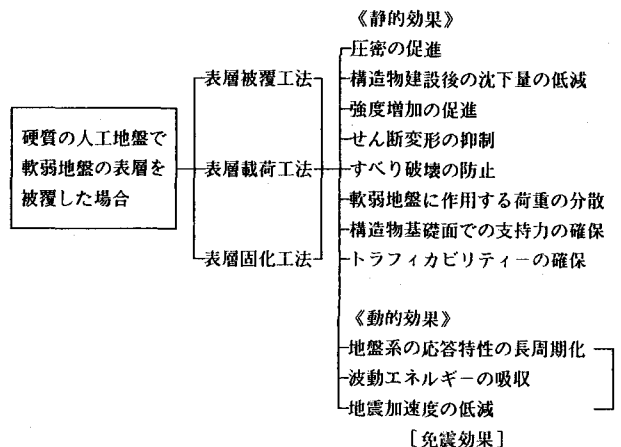 硬質の人工地盤で
軟弱地盤の表層を
被覆した場合
表層被覆工法
表層載荷工法
表層固化工法
《静的効果》
圧密の促進
構造物建設後の沈下量の低減
強度増加の促進
せん断変形の抑制
すべり破壊の防止
軟弱地盤に作用する荷重の分散
構造物基礎面での支持力の確保
トラフィカビリティーの確保
《動的効果》
地盤系の応答特性の長周期化
波動エネルギーの吸収
地震加速度の低減
[免震効果]